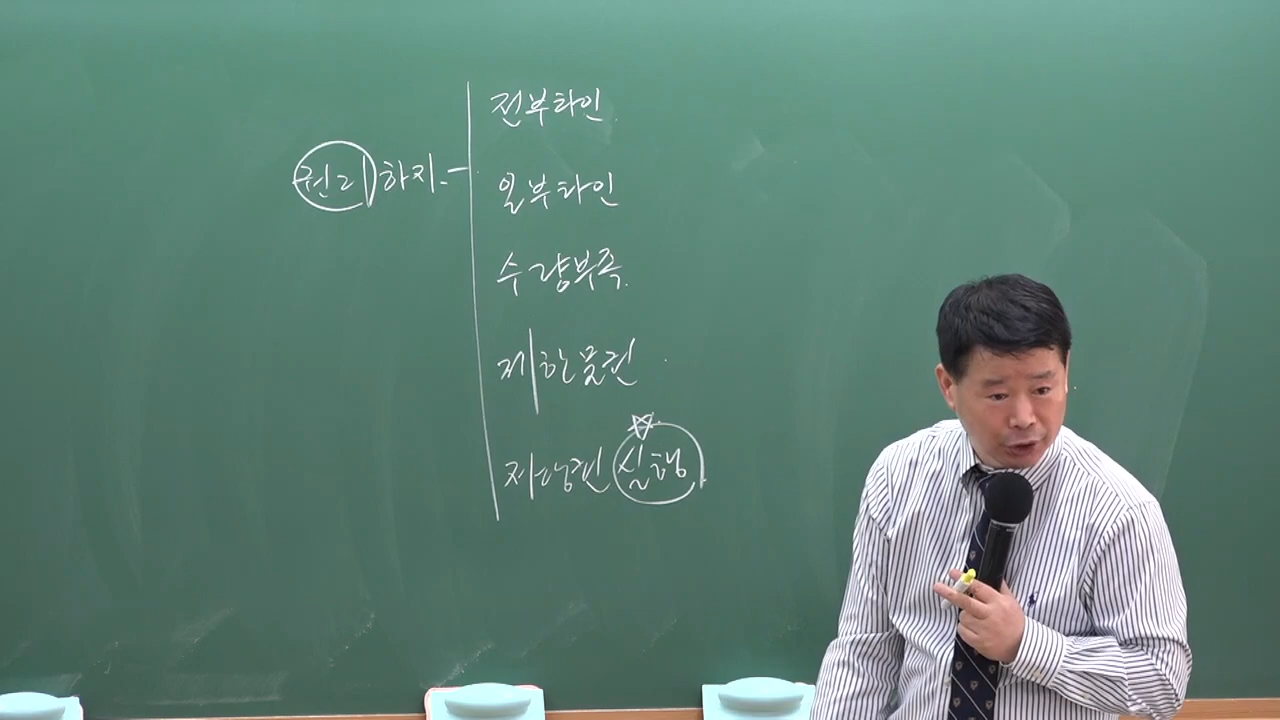 권리하자
전부타인
일부타인
수량부족
제한물권
저당권 실행